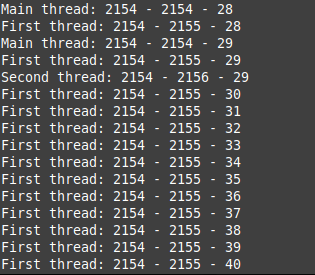 Main thread: 2154 - 2154 - 28
First thread: 2154 - 2155 - 28
Main thread: 2154 - 2154 - 29
First thread: 2154 - 2155 - 29
Second thread: 2154 - 2156 - 29
First thread: 2154 - 2155 - 30
First thread: 2154 - 2155 - 31
First thread: 2154 - 2155 - 32
First thread: 2154 - 2155 - 33
First thread: 2154 - 2155 - 34
First thread: 2154 - 2155 - 35
First thread: 2154 - 2155 - 36
First thread: 2154 - 2155 - 37
First thread: 2154 - 2155 - 38
First thread: 2154 - 2155 - 39
First thread: 2154 - 2155 - 40